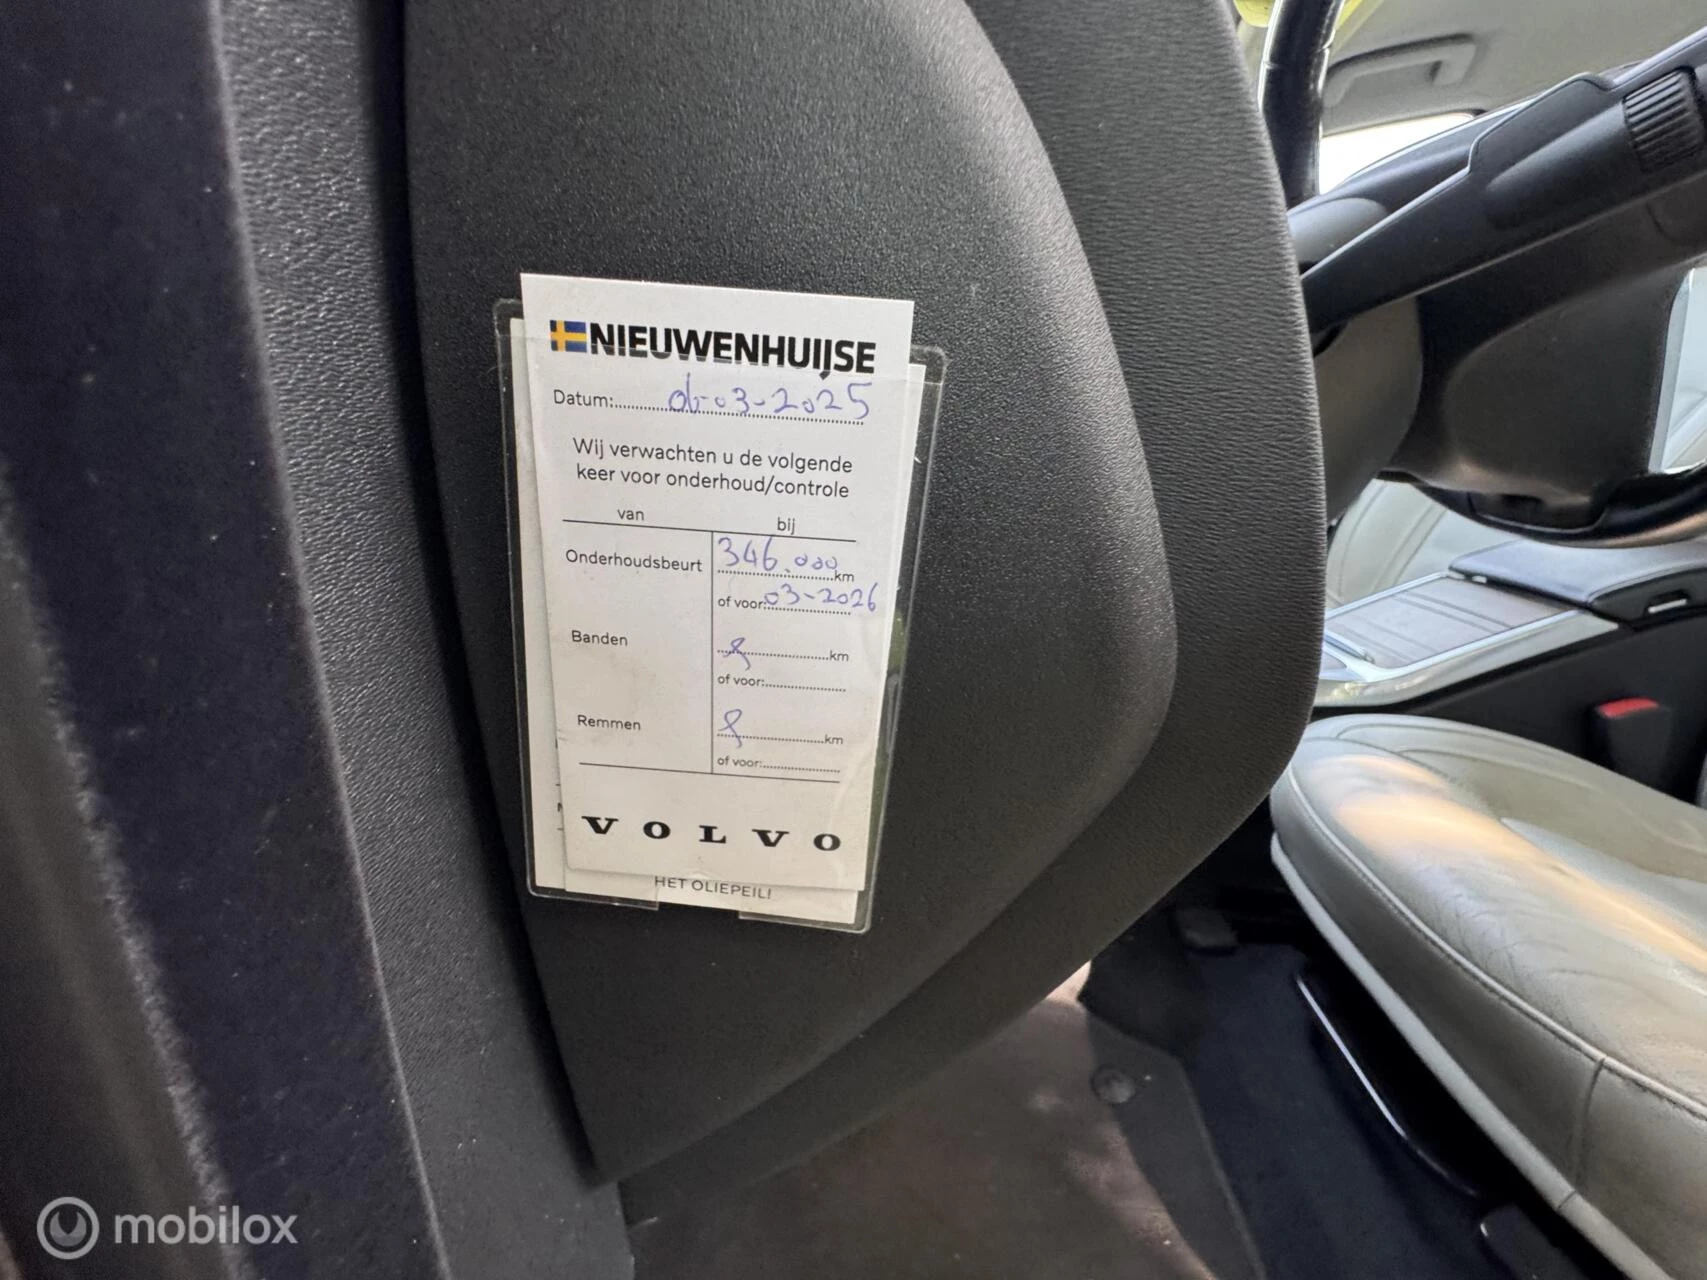 NIEUWENHUIJSE
Datum: 06-03-2025
Wij verwachten u de volgende
keer voor onderhoud/controle
van bij
Onderhoudsbeurt 346.000 km
of voor: 03-2026
Banden km
of voor:
Remmen km
of voor:
VOLVO
HET OLIEPEIL!
mobilox